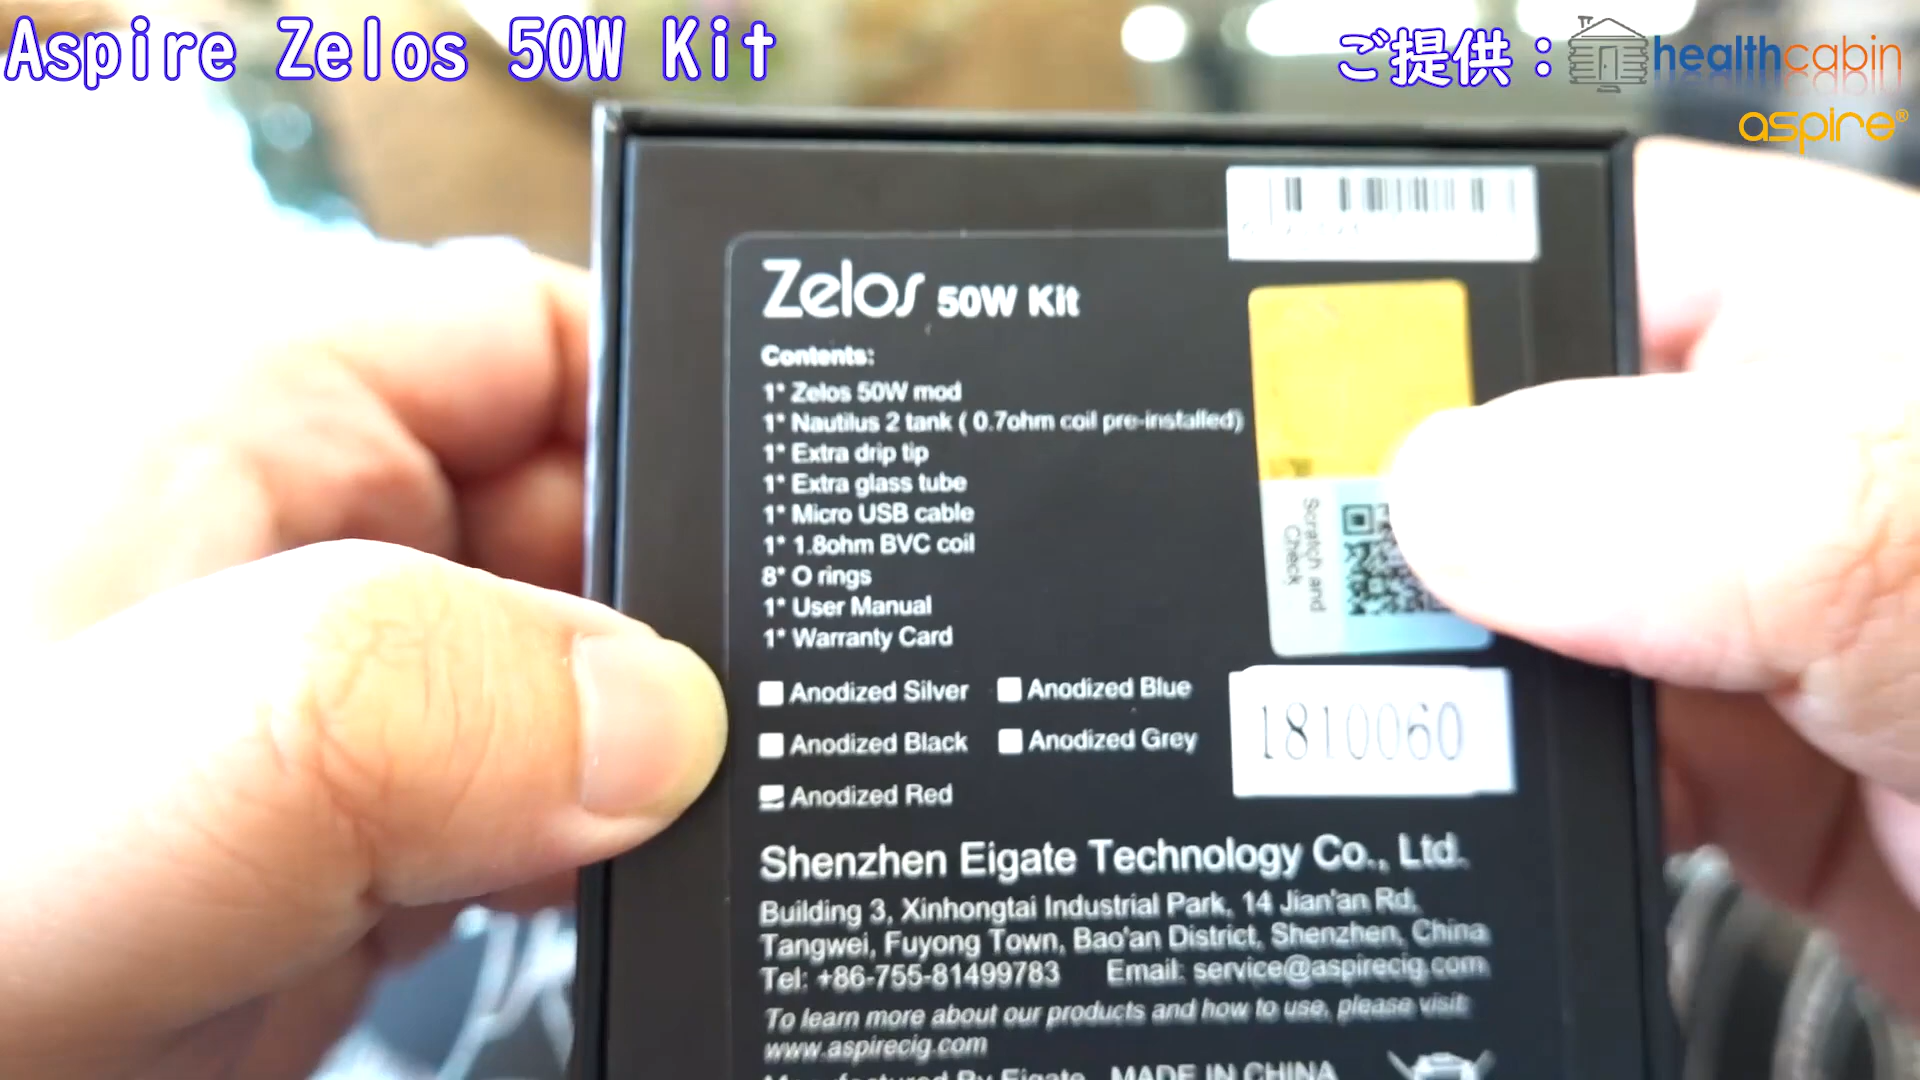 Aspire Zelos 50W Kit
ご提供：
healthcabin
aspire®
Zelos 50W Kit
Contents:
1* Zelos 50W mod
1* Nautilus 2 tank ( 0.7ohm coil pre-installed)
1* Extra drip tip
1* Extra glass tube
1* Micro USB cable
1* 1.8ohm BVC coil
8* O rings
1* User Manual
1* Warranty Card
Scratch and
Check
Anodized Silver
Anodized Blue
Anodized Black
Anodized Grey
Anodized Red
1810060
Shenzhen Eigate Technology Co., Ltd.
Building 3, Xinhongtai Industrial Park, 14 Jian'an Rd,
Tangwei, Fuyong Town, Bao'an District, Shenzhen, China
Tel: +86-755-81499783 Email: service@aspirecig.com
To learn more about our products and how to use, please visit:
www.aspirecig.com
Manufactured By Eigate MADE IN CHINA